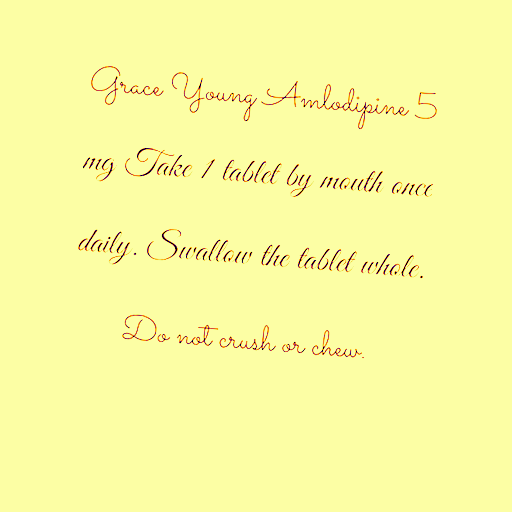 Grace Young Amlodipine 5
mg Take 1 tablet by mouth once
daily. Swallow the tablet whole.
Do not crush or chew.